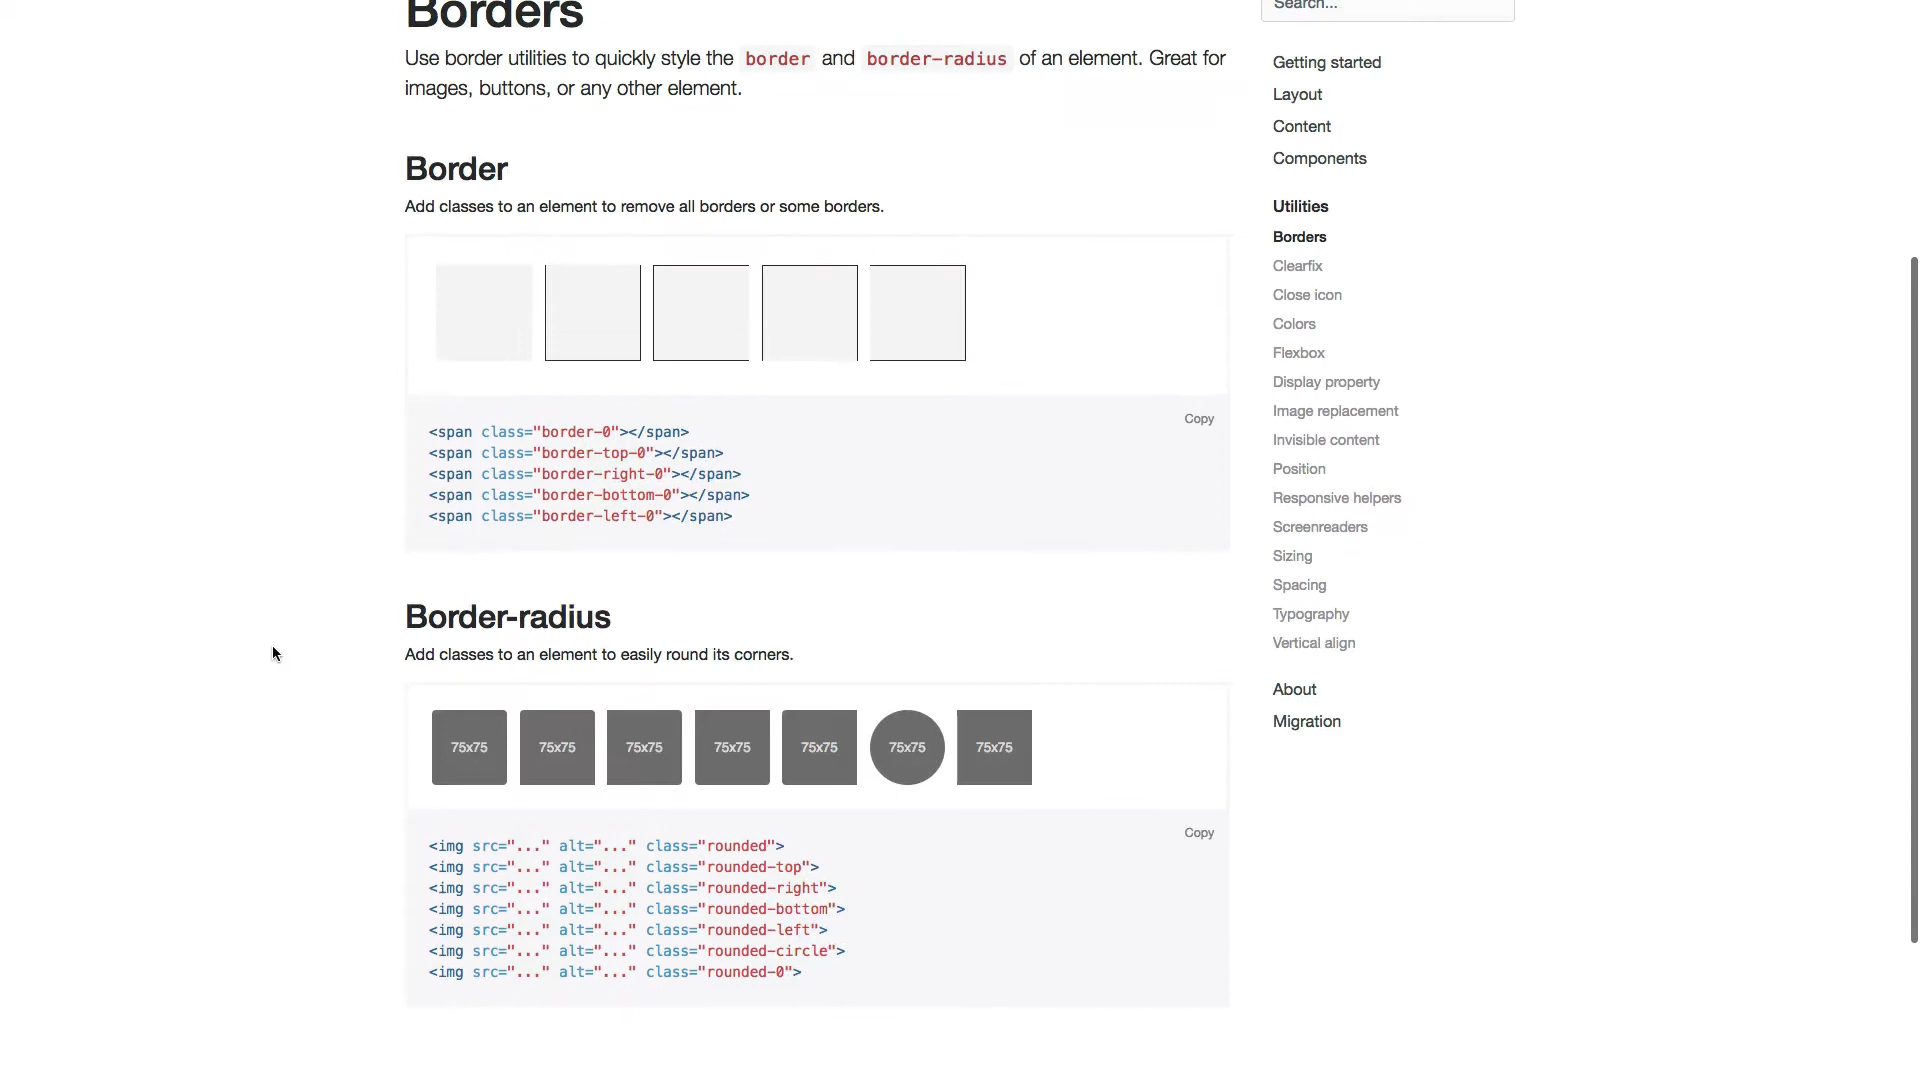 Borders
Use border utilities to quickly style the border and border-radius of an element. Great for
images, buttons, or any other element.
Border
Add classes to an element to remove all borders or some borders.
Copy
<span class="border-0"></span>
<span class="border-top-0"></span>
<span class="border-right-0"></span>
<span class="border-bottom-0"></span>
<span class="border-left-0"></span>
Border-radius
Add classes to an element to easily round its corners.
75x75 75x75 75x75 75x75 75x75 75x75 75x75
Copy
<img src="..." alt="..." class="rounded">
<img src="..." alt="..." class="rounded-top">
<img src="..." alt="..." class="rounded-right">
<img src="..." alt="..." class="rounded-bottom">
<img src="..." alt="..." class="rounded-left">
<img src="..." alt="..." class="rounded-circle">
<img src="..." alt="..." class="rounded-0">
Search...
Getting started
Layout
Content
Components
Utilities
Borders
Clearfix
Close icon
Colors
Flexbox
Display property
Image replacement
Invisible content
Position
Responsive helpers
Screenreaders
Sizing
Spacing
Typography
Vertical align
About
Migration